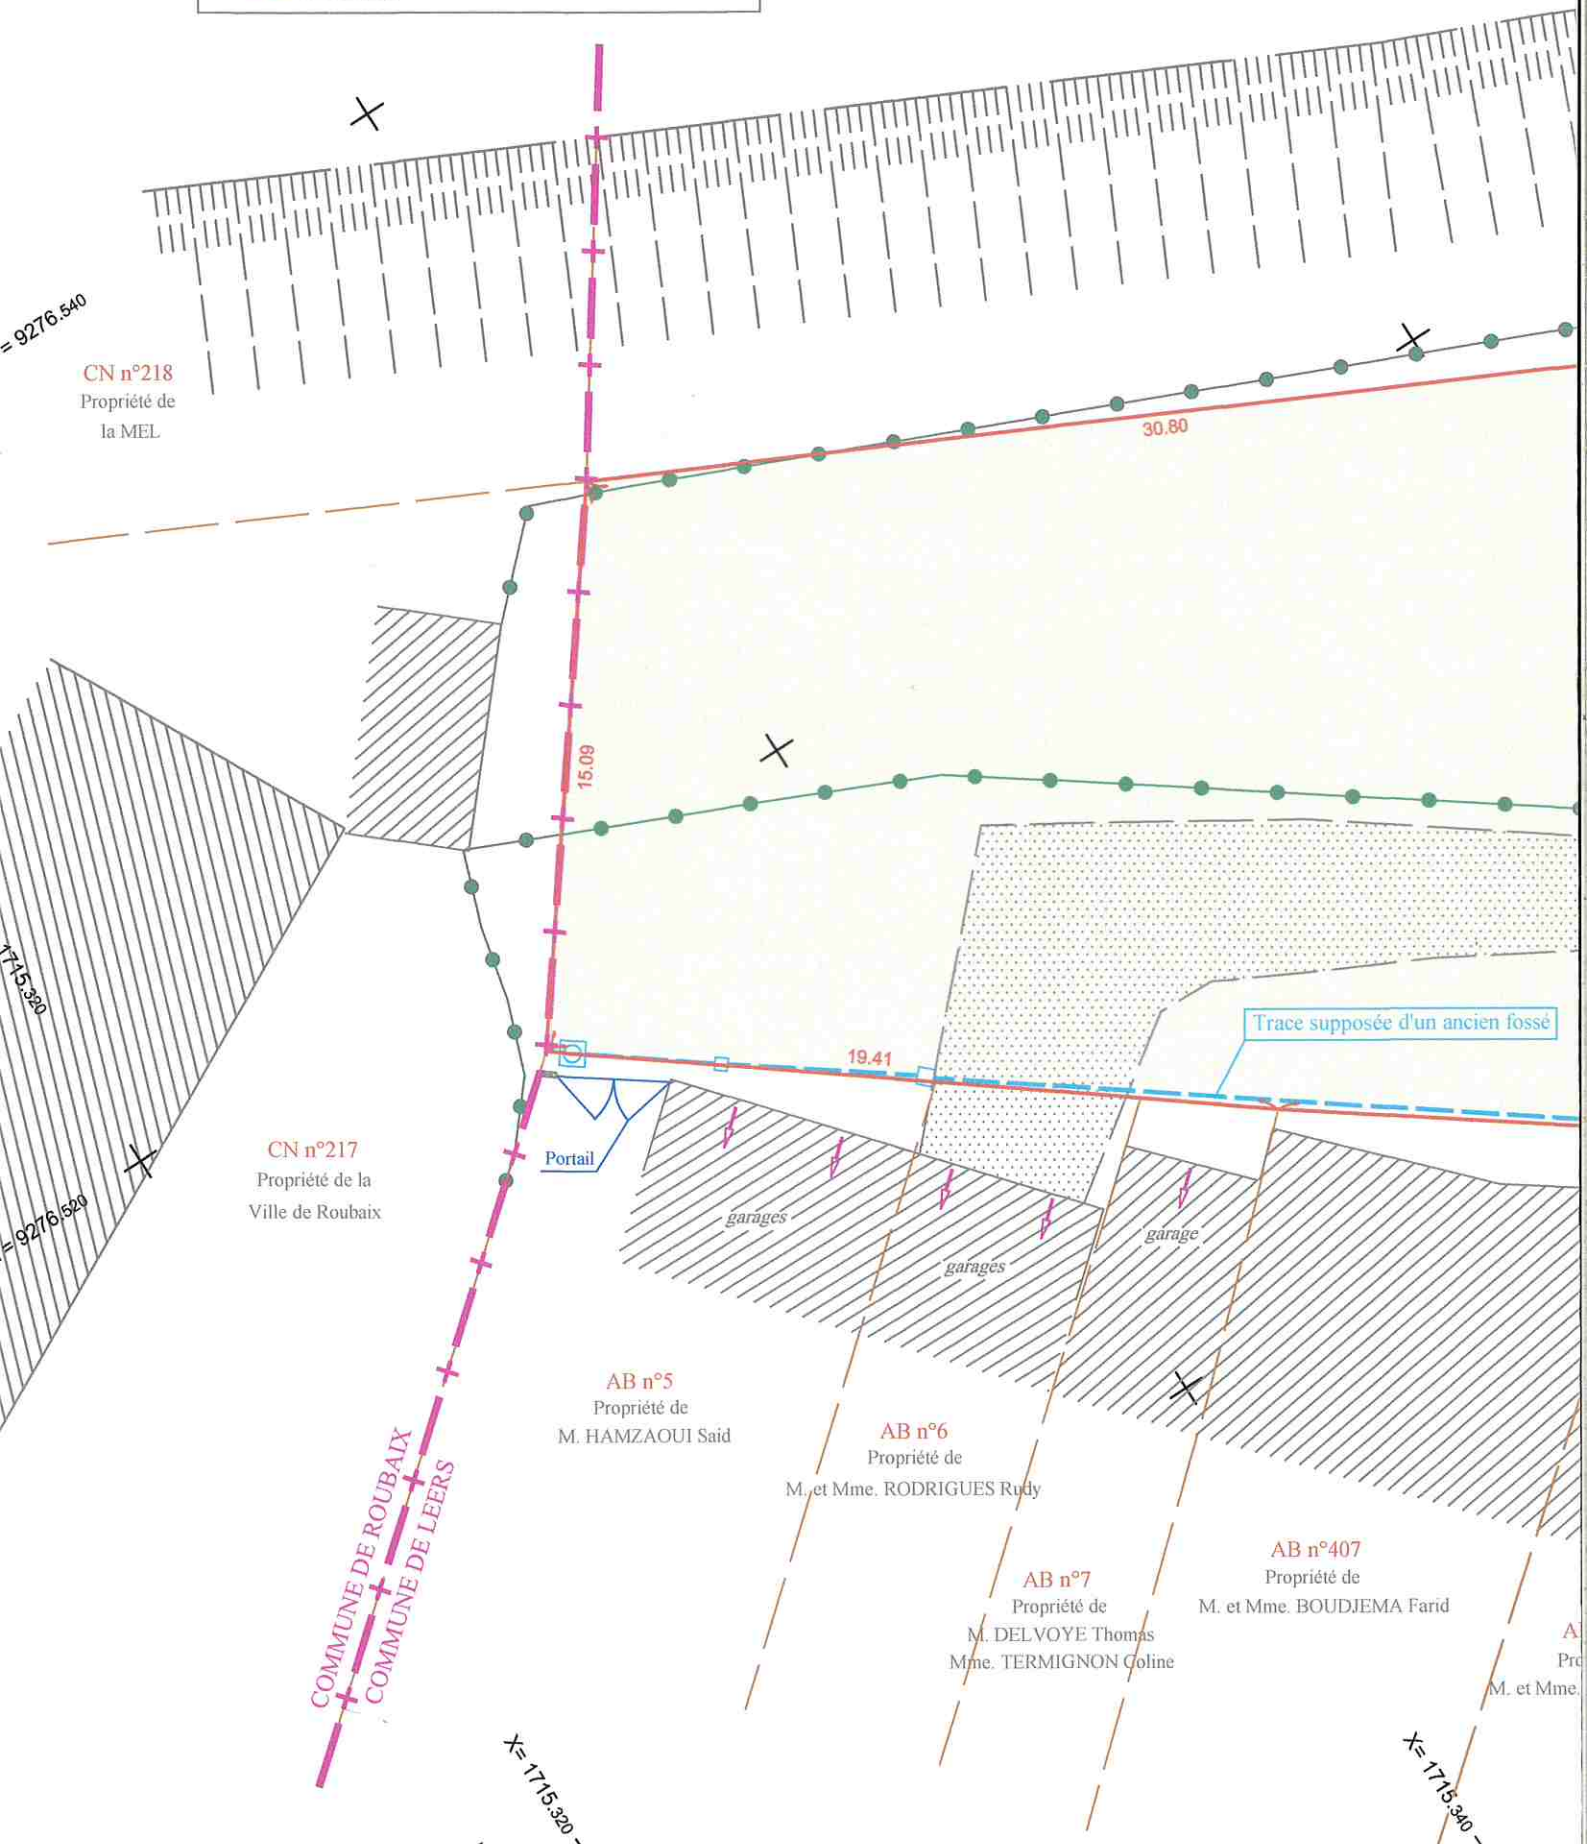 = 9276.540
CN n°218
Propriété de
la MEL
30.80
15.09
1715.320
Trace supposée d'un ancien fossé
19.41
Portail
CN n°217
Propriété de la
Ville de Roubaix
= 9276.520
garages
garages
garage
AB n°5
Propriété de
M. HAMZAOUI Said
AB n°6
Propriété de
M. et Mme. RODRIGUES Rudy
AB n°7
Propriété de
M. DELVOYE Thomas
Mme. TERMIGNON Coline
AB n°407
Propriété de
M. et Mme. BOUDJEMA Farid
M. et Mme.
COMMUNE DE ROUBAIX
COMMUNE DE LEERS
X= 1715.320
X= 1715.340